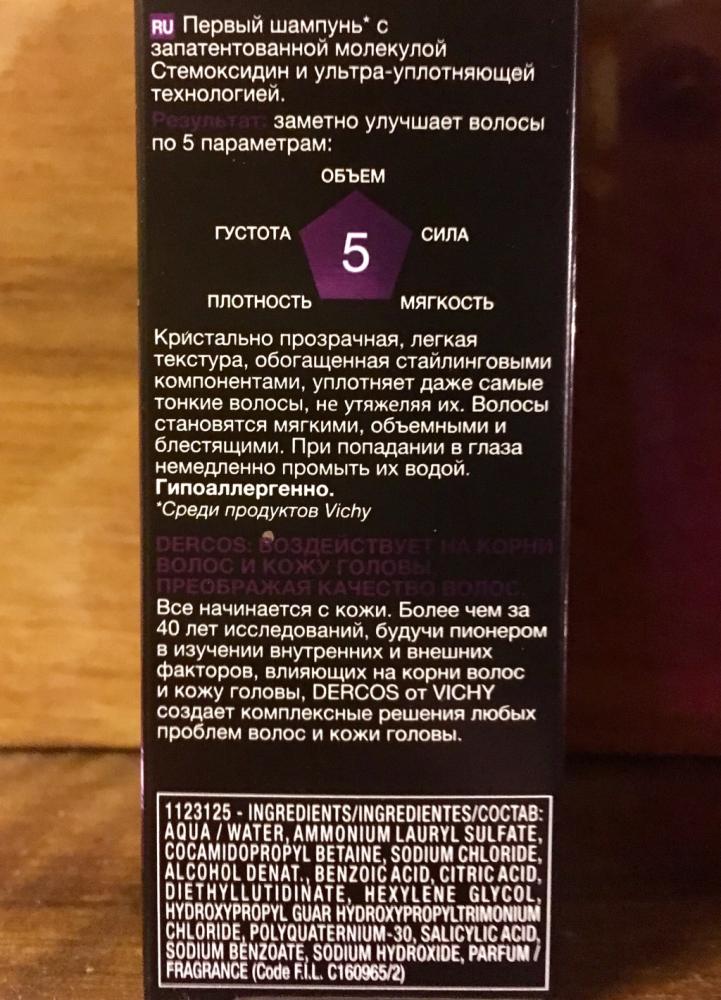 RU Первый шампунь* с
запатентованной молекулой
Стемоксидин и ультра-уплотняющей
технологией.
Результат: заметно улучшает волосы
по 5 параметрам:
ОБЪЕМ
ГУСТОТА
5
СИЛА
ПЛОТНОСТЬ
МЯГКОСТЬ
Кристально прозрачная, легкая
текстура, обогащенная стайлинговыми
компонентами, уплотняет даже самые
тонкие волосы, не утяжеляя их. Волосы
становятся мягкими, объемными и
блестящими. При попадании в глаза
немедленно промыть их водой.
Гипоаллергенно.
*Среди продуктов Vichy
DERCOS: ВОЗДЕЙСТВУЕТ НА КОРНИ
ВОЛОС И КОЖУ ГОЛОВЫ,
ПРЕОБРАЖАЯ КАЧЕСТВО ВОЛОС.
Все начинается с кожи. Более чем за
40 лет исследований, будучи пионером
в изучении внутренних и внешних
факторов, влияющих на корни волос
и кожу головы, DERCOS от VICHY
создает комплексные решения любых
проблем волос и кожи головы.
1123125 - INGREDIENTS/INGREDIENTES/СОСТАВ:
AQUA / WATER, AMMONIUM LAURYL SULFATE,
COCAMIDOPROPYL BETAINE, SODIUM CHLORIDE,
ALCOHOL DENAT., BENZOIC ACID, CITRIC ACID,
DIETHYLLUTIDINATE, HEXYLENE GLYCOL,
HYDROXYPROPYL GUAR HYDROXYPROPYLTRIMONIUM
CHLORIDE, POLYQUATERNIUM-30, SALICYLIC ACID,
SODIUM BENZOATE, SODIUM HYDROXIDE, PARFUM /
FRAGRANCE (Code F.I.L. C160965/2)